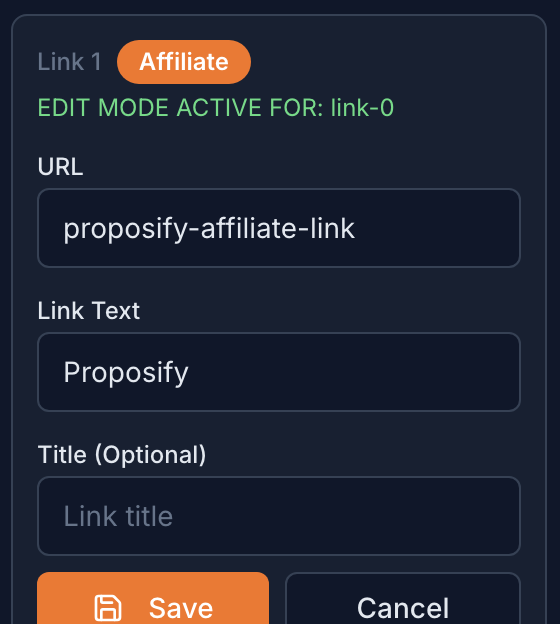 Link 1 Affiliate
EDIT MODE ACTIVE FOR: link-0
URL
proposify-affiliate-link
Link Text
Proposify
Title (Optional)
Link title
Save Cancel